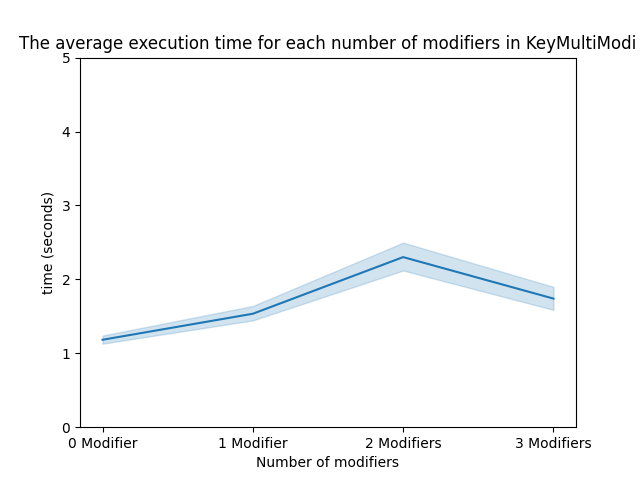 The average execution time for each number of modifiers in KeyMultiModi
5
4
3
2
1
0
time (seconds)
0 Modifier
1 Modifier
2 Modifiers
3 Modifiers
Number of modifiers